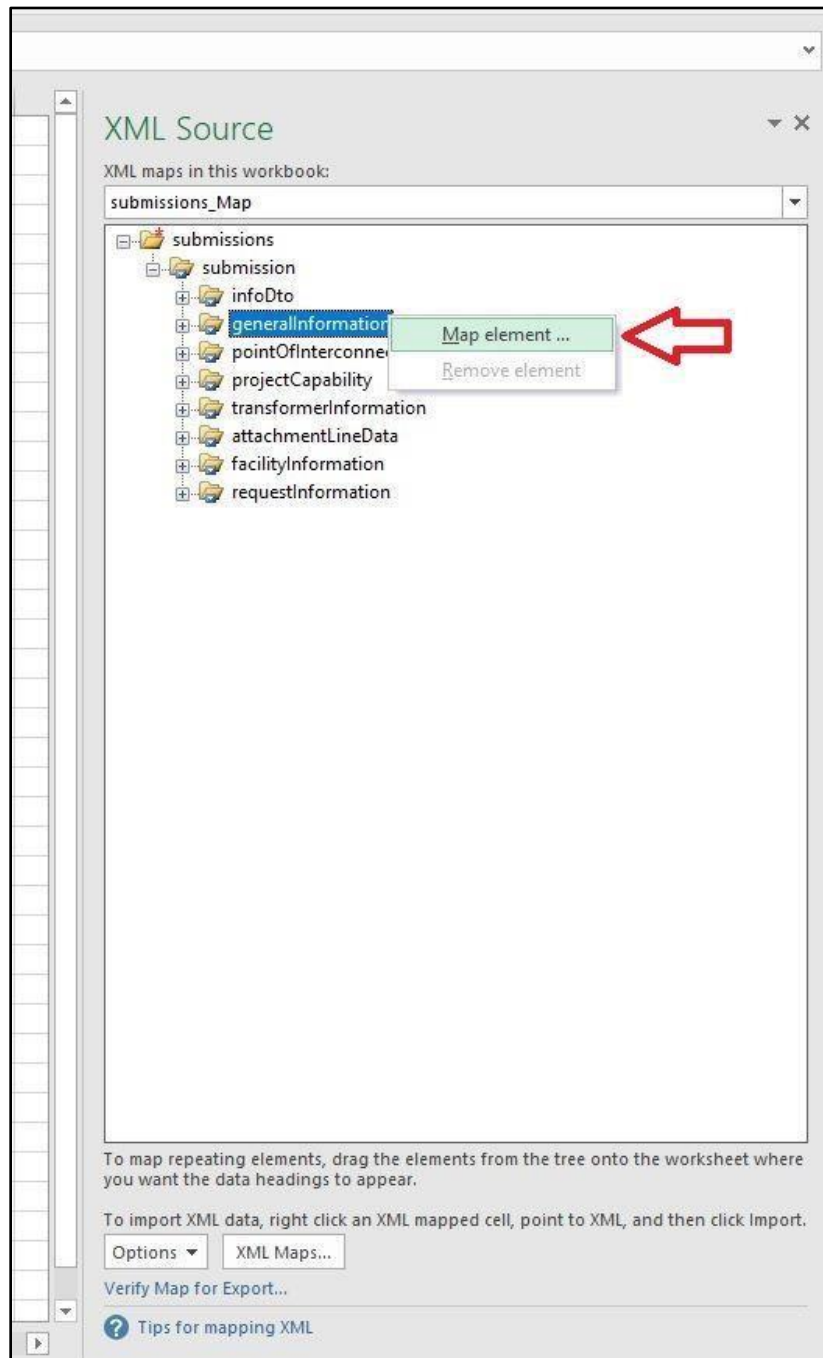 XML Source
XML maps in this workbook:
submissions_Map
submissions
submission
infoDto
generalInformation
Map element ...
pointOfInterconne
Remove element
projectCapability
transformerInformation
attachmentLineData
facilityInformation
requestInformation
To map repeating elements, drag the elements from the tree onto the worksheet where
you want the data headings to appear.
To import XML data, right click an XML mapped cell, point to XML, and then click Import.
Options XML Maps...
Verify Map for Export...
Tips for mapping XML